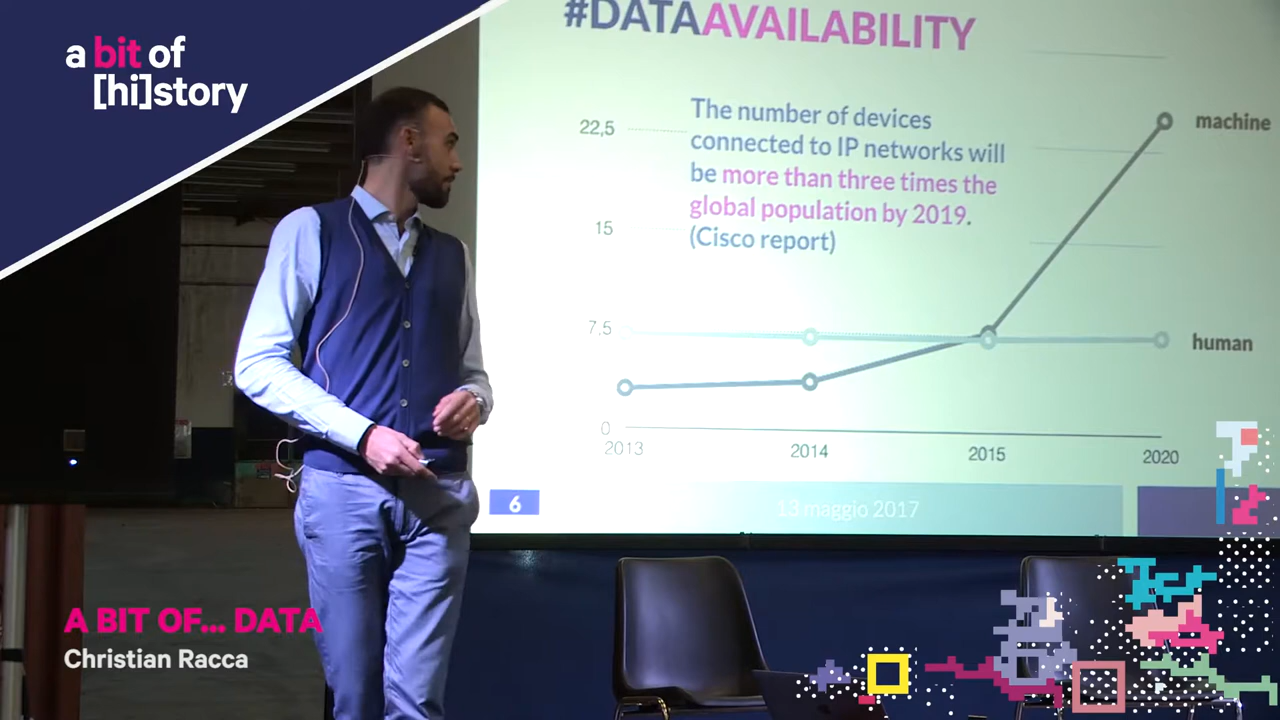 a bit of
[hi]story
#DATAAVAILABILITY
The number of devices
connected to IP networks will
be more than three times the
global population by 2019.
(Cisco report)
22,5
15
7,5
0
machine
human
2013
2014
2015
2020
6
13 maggio 2017
A BIT OF... DATA
Christian Racca